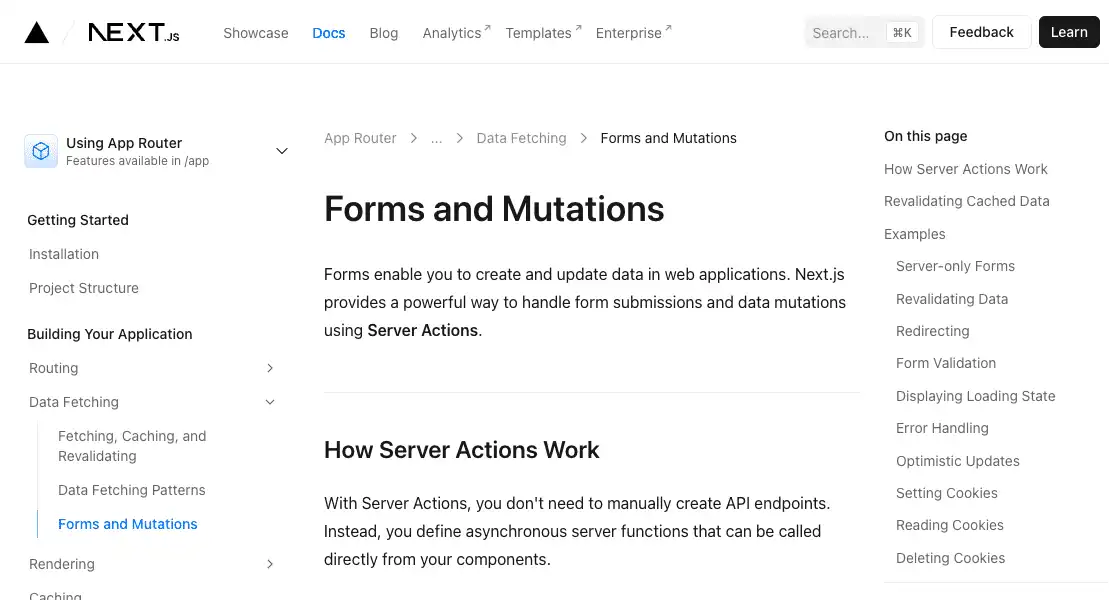 NEXT.JS
Showcase
Docs
Blog
Analytics
Templates
Enterprise
Search...
⌘K
Feedback
Learn
Using App Router
Features available in /app
Getting Started
Installation
Project Structure
Building Your Application
Routing
Data Fetching
Fetching, Caching, and
Revalidating
Data Fetching Patterns
Forms and Mutations
Rendering
Caching
App Router > ... > Data Fetching > Forms and Mutations
Forms and Mutations
Forms enable you to create and update data in web applications. Next.js
provides a powerful way to handle form submissions and data mutations
using Server Actions.
How Server Actions Work
With Server Actions, you don't need to manually create API endpoints.
Instead, you define asynchronous server functions that can be called
directly from your components.
On this page
How Server Actions Work
Revalidating Cached Data
Examples
Server-only Forms
Revalidating Data
Redirecting
Form Validation
Displaying Loading State
Error Handling
Optimistic Updates
Setting Cookies
Reading Cookies
Deleting Cookies